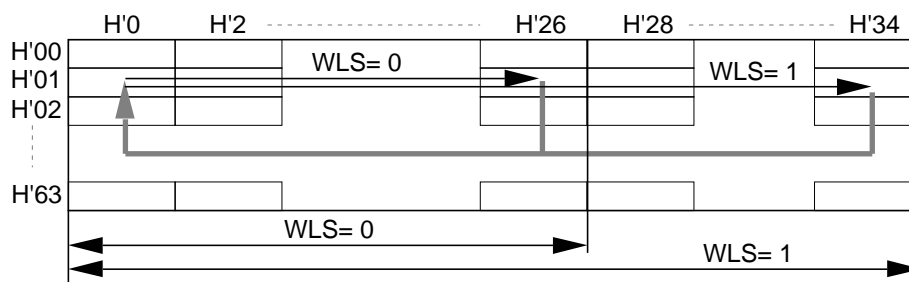 H'0 H'2 H'26 H'28 H'34
H'00
WLS= 0
H'01 WLS= 1
H'02
H'63
WLS= 0
WLS= 1